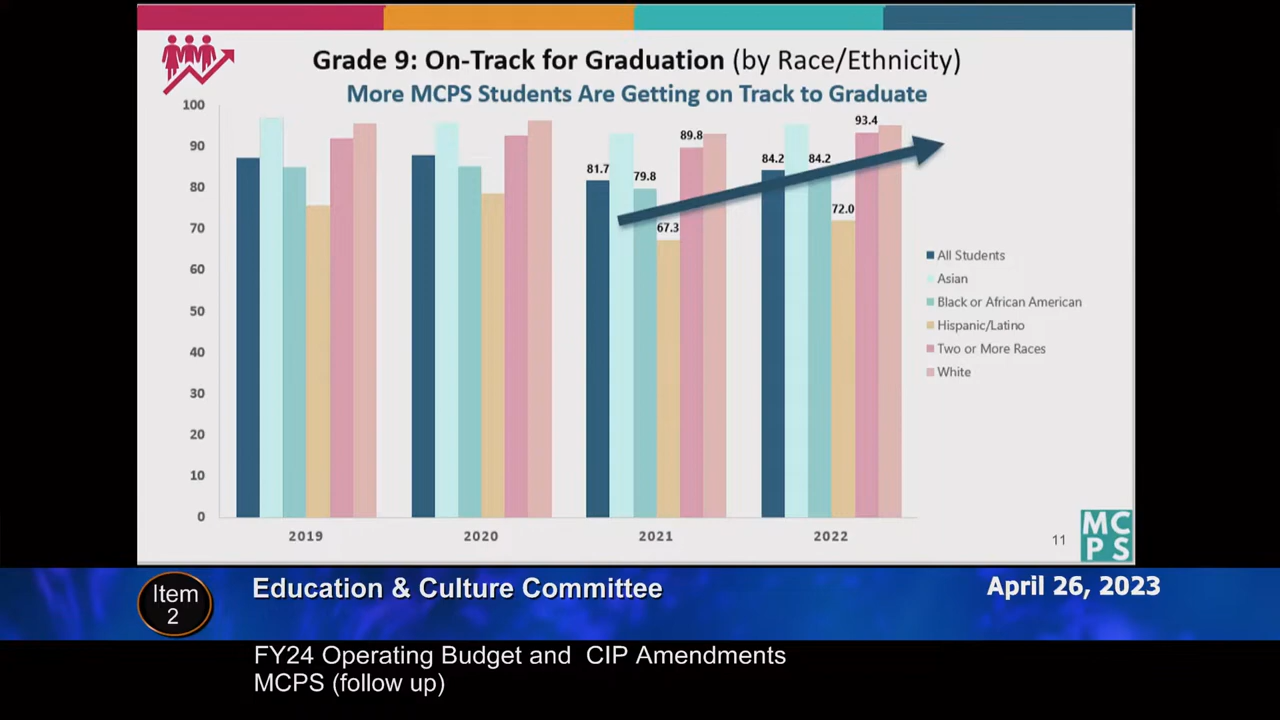 Grade 9: On-Track for Graduation (by Race/Ethnicity)
More MCPS Students Are Getting on Track to Graduate
100
90
80
70
60
50
40
30
20
10
0
81.7
79.8
67.3
89.8
84.2
84.2
72.0
93.4
2019
2020
2021
2022
All Students
Asian
Black or African American
Hispanic/Latino
Two or More Races
White
11
MC
PS
Item
2
Education & Culture Committee
April 26, 2023
FY24 Operating Budget and CIP Amendments
MCPS (follow up)